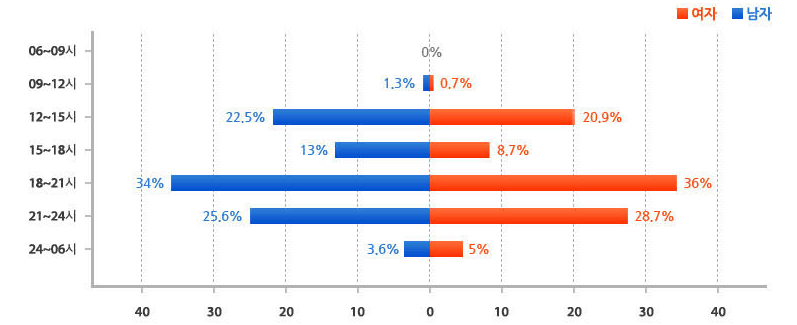 여자 남자
06~09시 0%
09~12시 1.3% 0.7%
12~15시 22.5% 20.9%
15~18시 13% 8.7%
18~21시 34% 36%
21~24시 25.6% 28.7%
24~06시 3.6% 5%
40 30 20 10 0 10 20 30 40